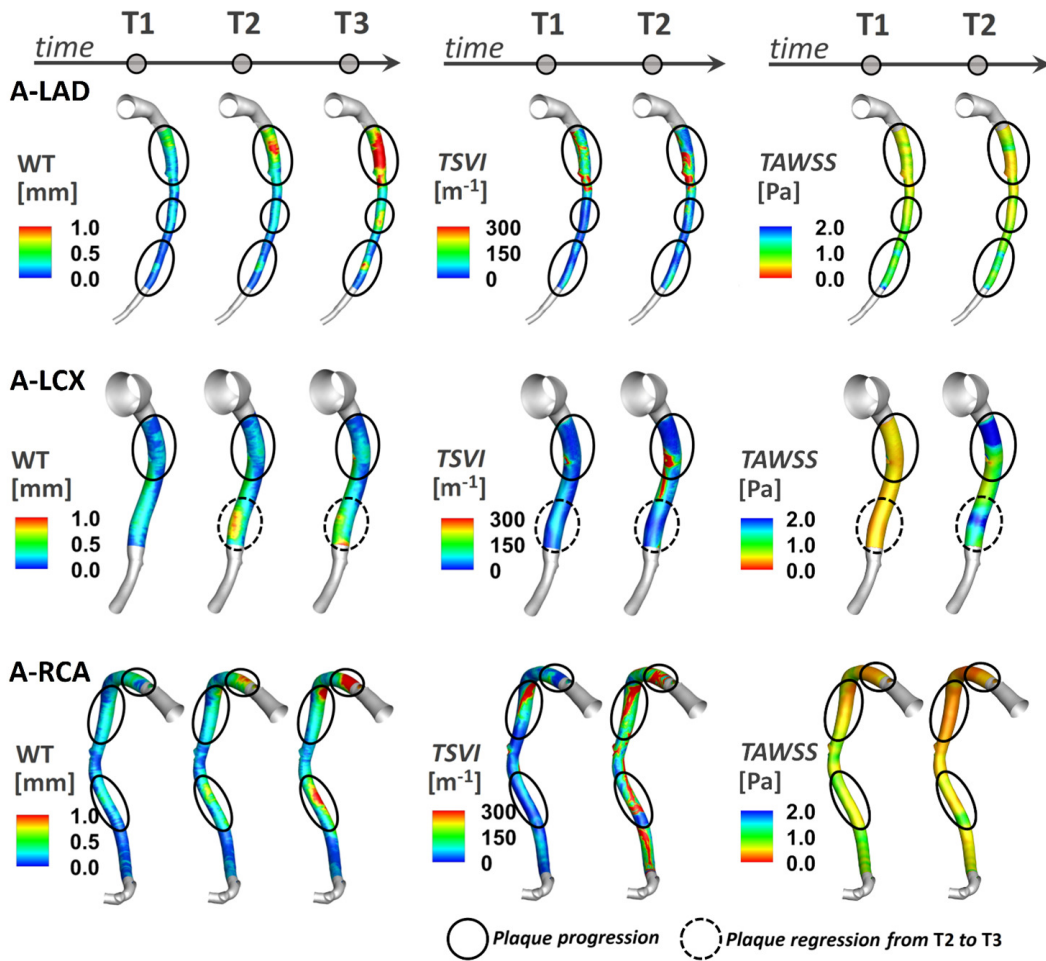 T1 T2 T3
time
T1 T2
time
T1 T2
time
A-LAD
WT
[mm]
1.0
0.5
0.0
TSVI
[m⁻¹]
300
150
0
TAWSS
[Pa]
2.0
1.0
0.0
A-LCX
WT
[mm]
1.0
0.5
0.0
TSVI
[m⁻¹]
300
150
0
TAWSS
[Pa]
2.0
1.0
0.0
A-RCA
WT
[mm]
1.0
0.5
0.0
TSVI
[m⁻¹]
300
150
0
TAWSS
[Pa]
2.0
1.0
0.0
Plaque progression
Plaque regression from T2 to T3